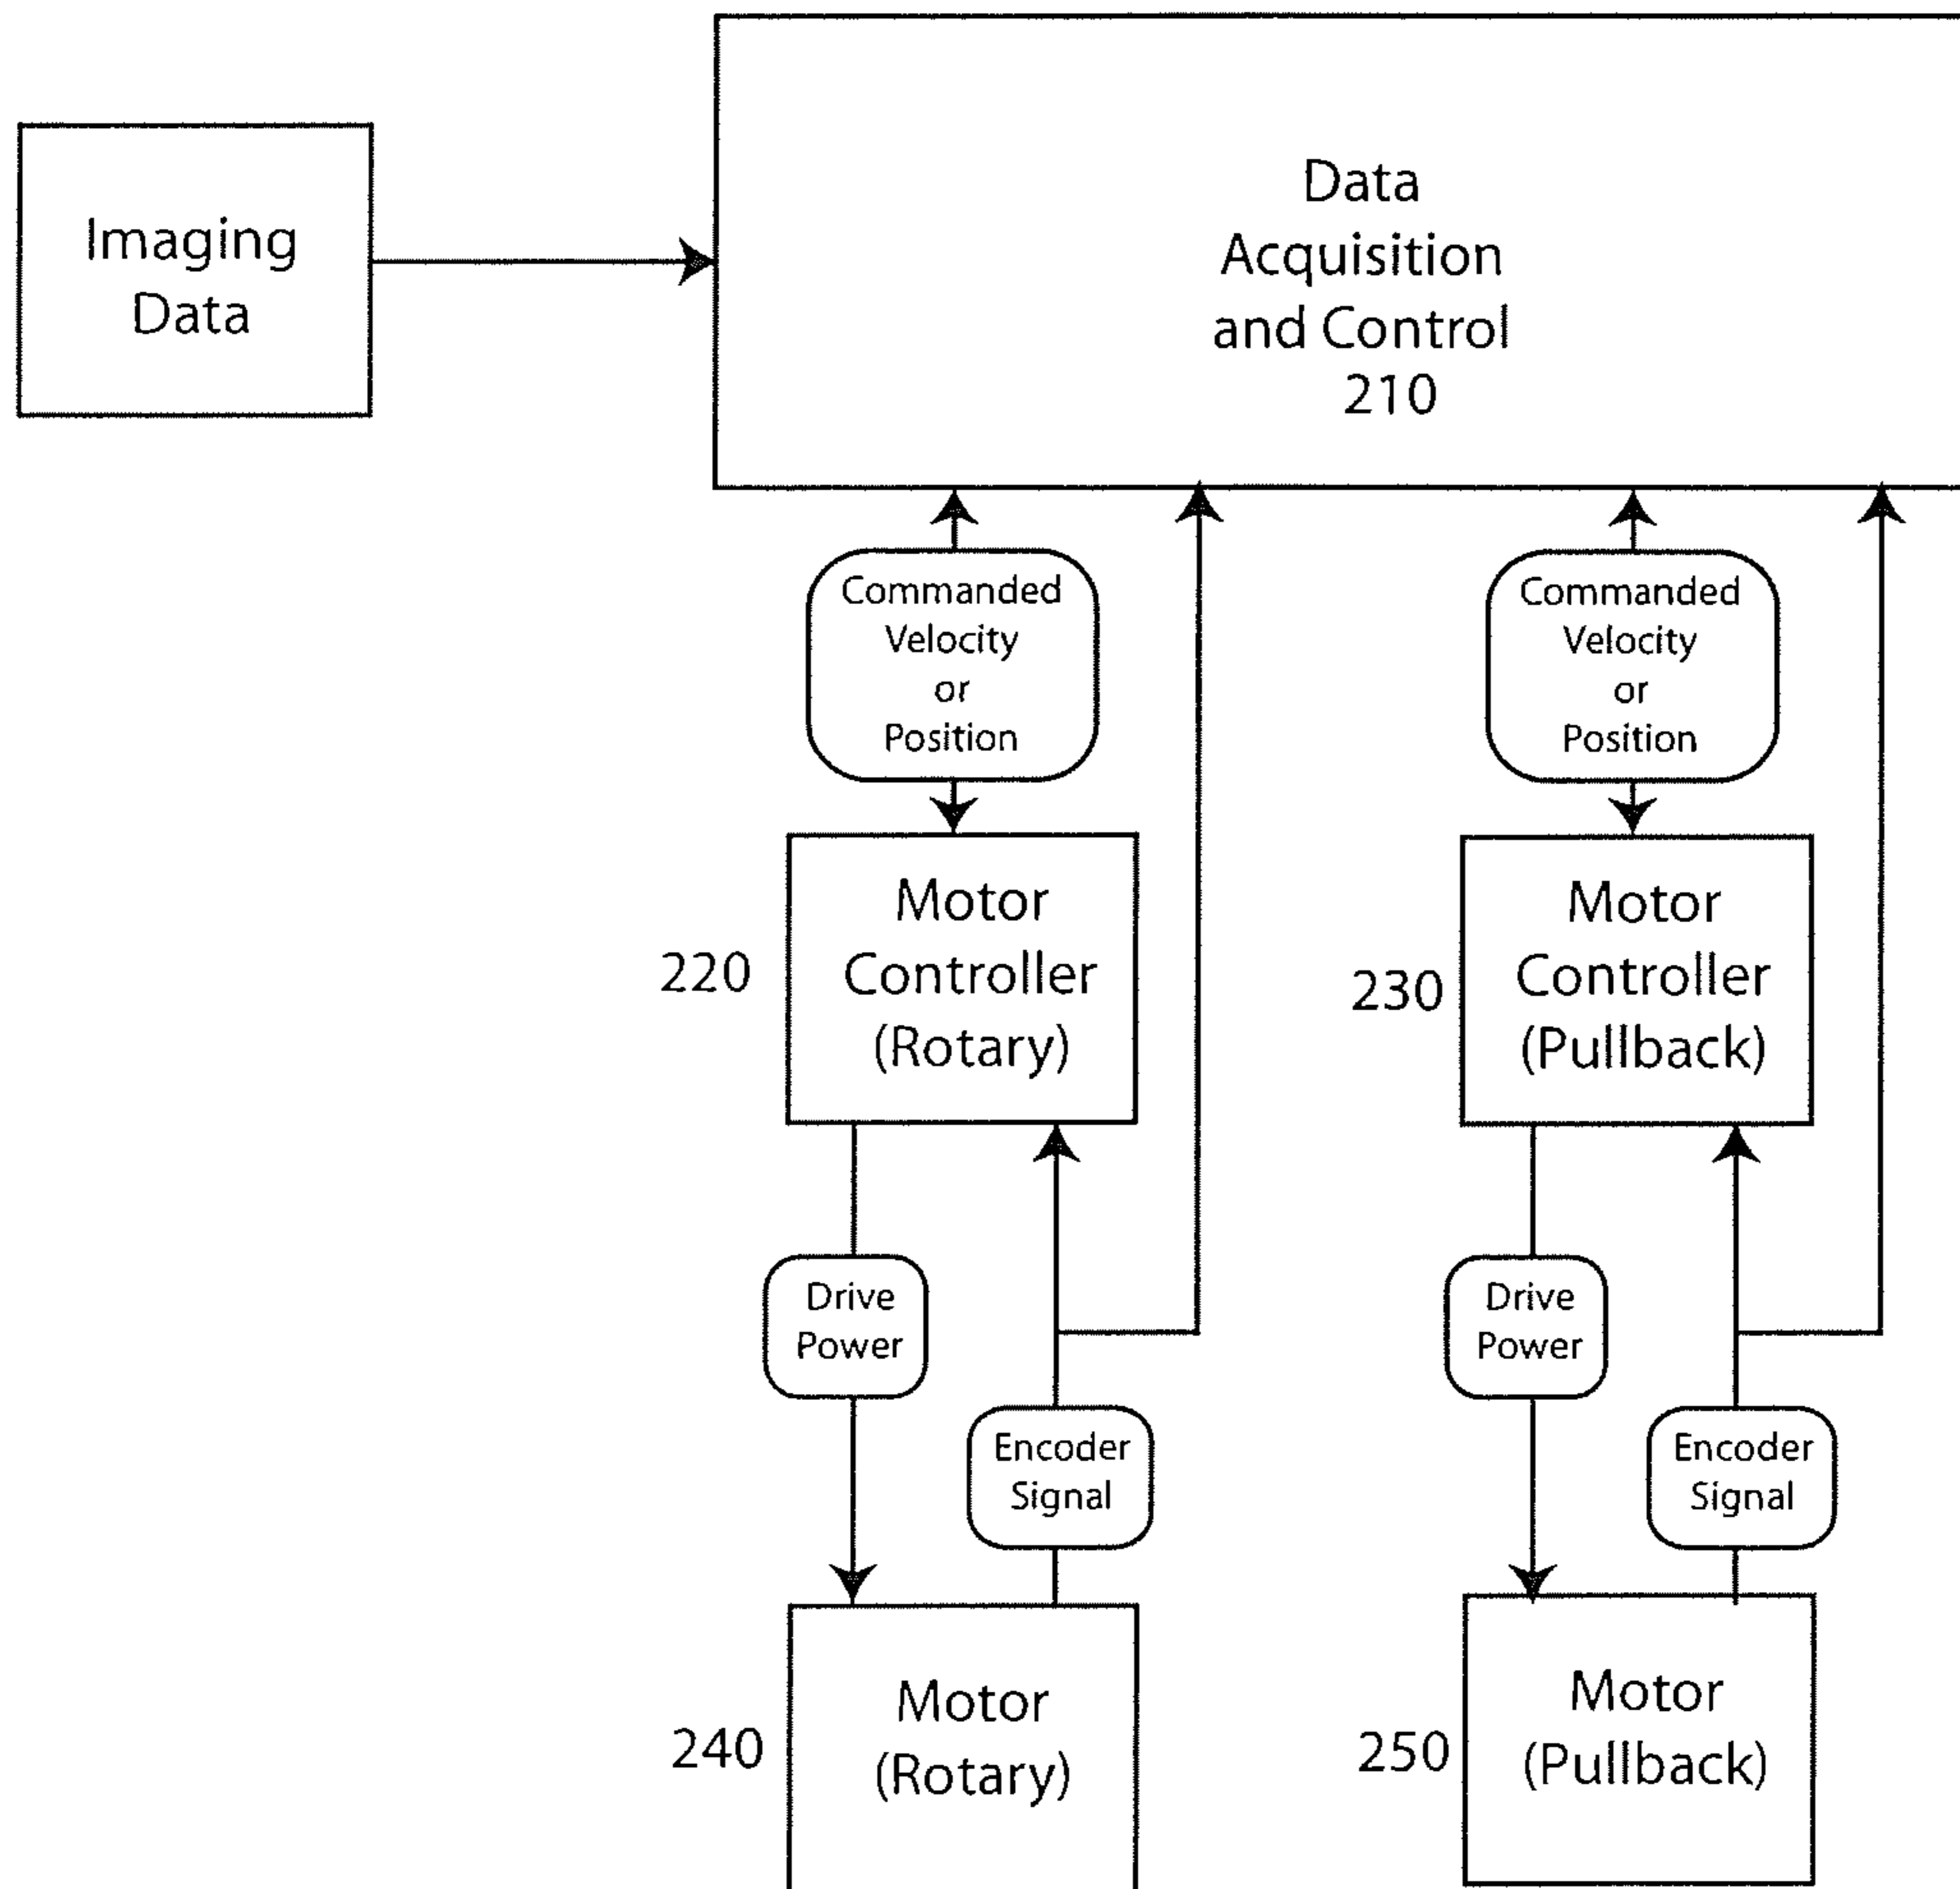 Imaging
Data
Data
Acquisition
and Control
210
Commanded
Velocity
or
Position
Commanded
Velocity
or
Position
220
Motor
Controller
(Rotary)
230
Motor
Controller
(Pullback)
Drive
Power
Encoder
Signal
Drive
Power
Encoder
Signal
240
Motor
(Rotary)
250
Motor
(Pullback)